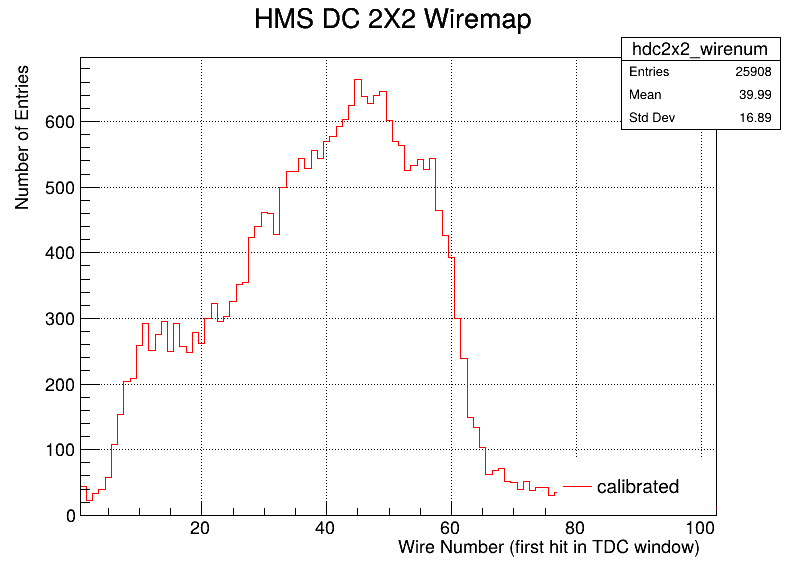 HMS DC 2X2 Wiremap
hdc2x2_wirenum
Entries 25908
Mean 39.99
Std Dev 16.89
Number of Entries
600
500
400
300
200
100
0
calibrated
20 40 60 80 100
Wire Number (first hit in TDC window)